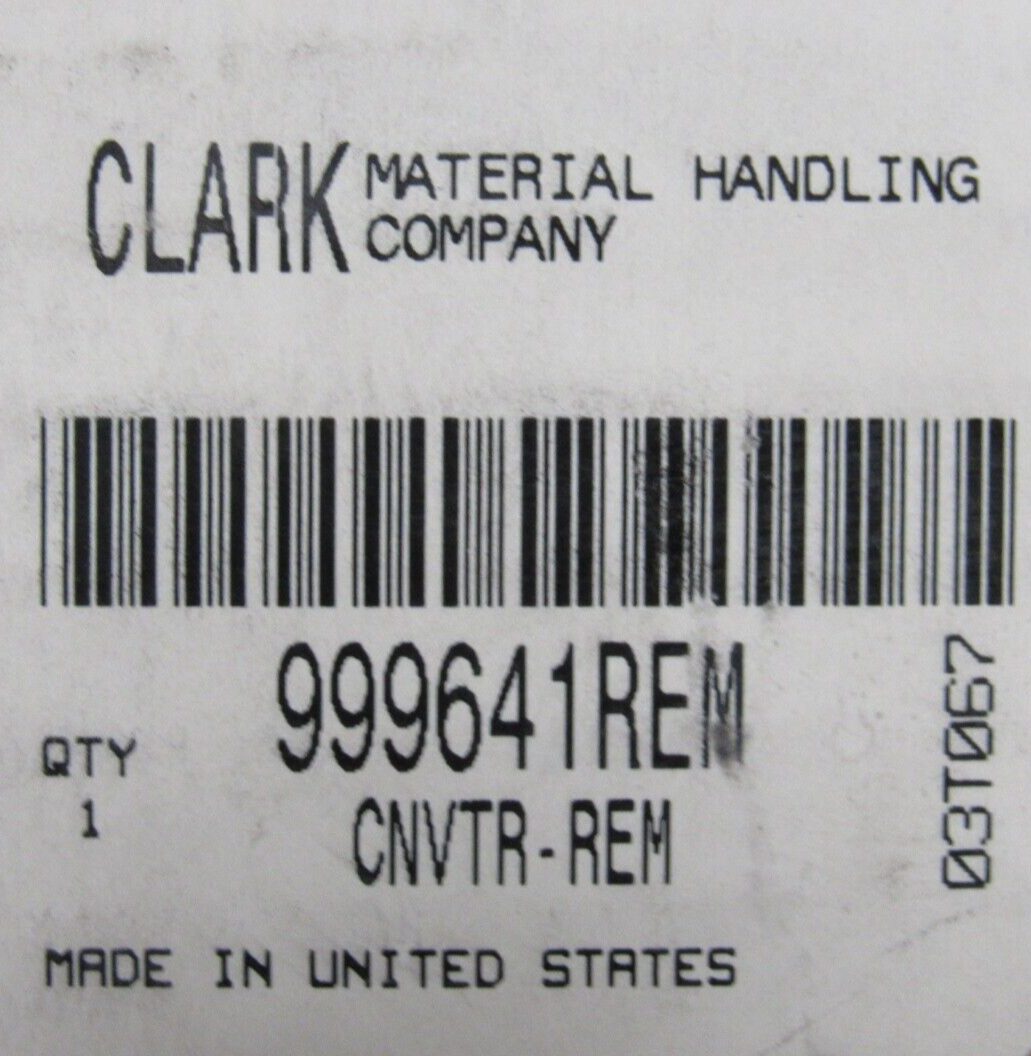 CLARK MATERIAL HANDLING
COMPANY
999641REM
QTY
1
CNVTR-REM
03T067
MADE IN UNITED STATES